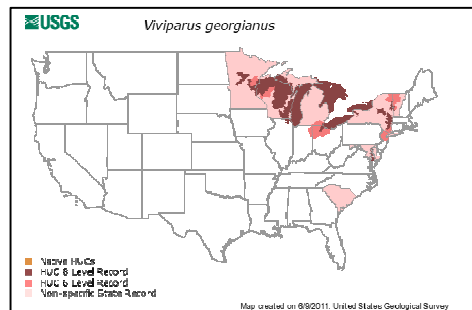 USGS
Viviparus georgianus
Native HUCs
HUC 8 Level Record
HUC 6 Level Record
Non-specific State Record
Map created on 6/9/2011. United States Geological Survey